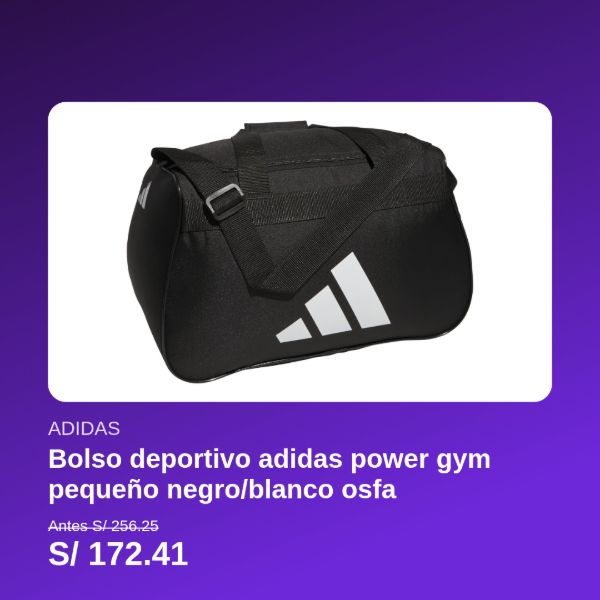 ADIDAS
Bolso deportivo adidas power gym
pequeño negro/blanco osfa
Antes S/ 256.25
S/ 172.41